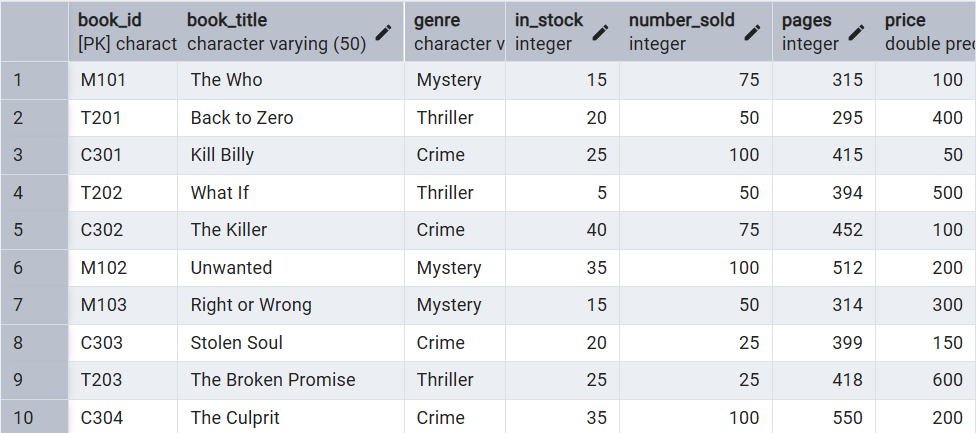 book_id book_title genre in_stock number_sold pages price
[PK] charact character varying (50) character v integer integer integer double prec
1 M101 The Who Mystery 15 75 315 100
2 T201 Back to Zero Thriller 20 50 295 400
3 C301 Kill Billy Crime 25 100 415 50
4 T202 What If Thriller 5 50 394 500
5 C302 The Killer Crime 40 75 452 100
6 M102 Unwanted Mystery 35 100 512 200
7 M103 Right or Wrong Mystery 15 50 314 300
8 C303 Stolen Soul Crime 20 25 399 150
9 T203 The Broken Promise Thriller 25 25 418 600
10 C304 The Culprit Crime 35 100 550 200